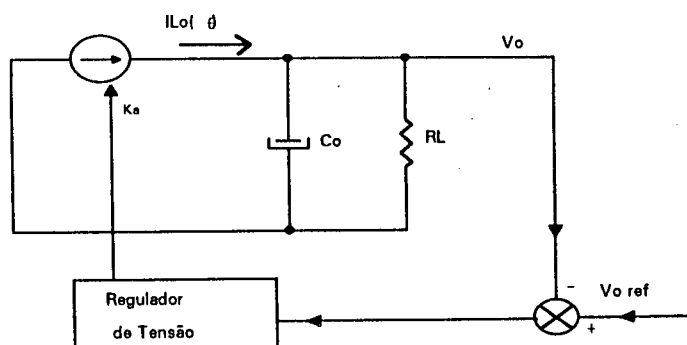 ILo( θ)
Vo
Ka
Co
RL
-
Vo ref
+
Regulador
de Tensão